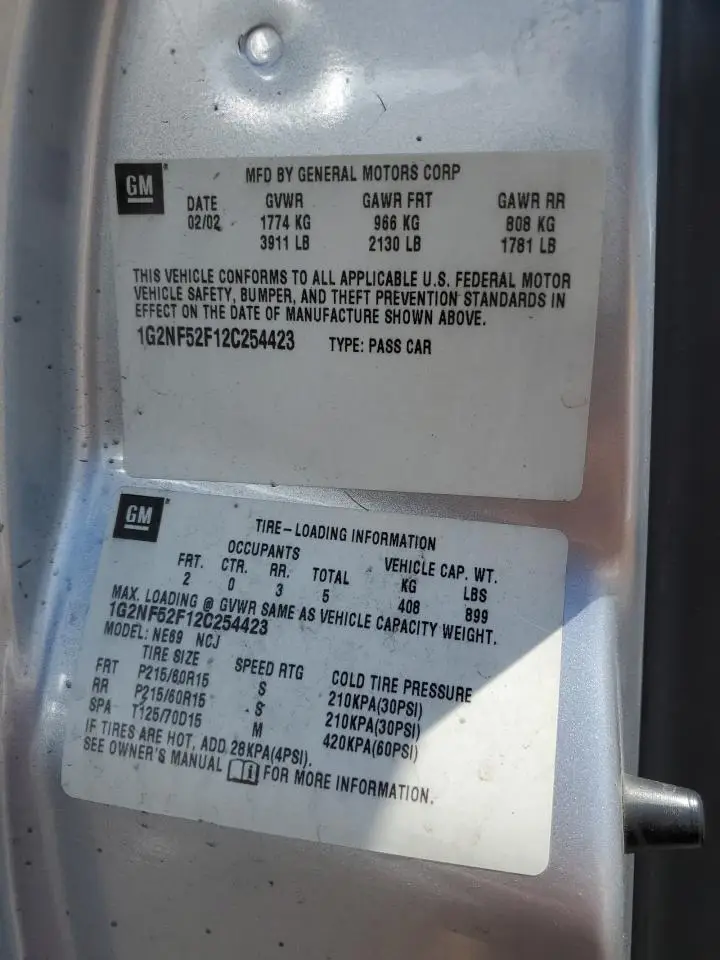 GM
MFD BY GENERAL MOTORS CORP
DATE GVWR GAWR FRT GAWR RR
02/02 1774 KG 966 KG 808 KG
3911 LB 2130 LB 1781 LB
THIS VEHICLE CONFORMS TO ALL APPLICABLE U.S. FEDERAL MOTOR
VEHICLE SAFETY, BUMPER, AND THEFT PREVENTION STANDARDS IN
EFFECT ON THE DATE OF MANUFACTURE SHOWN ABOVE.
1G2NF52F12C254423 TYPE: PASS CAR
GM
TIRE-LOADING INFORMATION
OCCUPANTS VEHICLE CAP. WT.
FRT. CTR. RR. TOTAL KG LBS
2 0 3 5 408 899
MAX. LOADING @ GVWR SAME AS VEHICLE CAPACITY WEIGHT.
1G2NF52F12C254423
MODEL: NE69 NCJ
TIRE SIZE SPEED RTG COLD TIRE PRESSURE
FRT P215/60R15 S 210KPA(30PSI)
RR P215/60R15 S 210KPA(30PSI)
SPA T125/70D15 M 420KPA(60PSI)
IF TIRES ARE HOT, ADD 28KPA(4PSI).
SEE OWNER'S MANUAL FOR MORE INFORMATION.